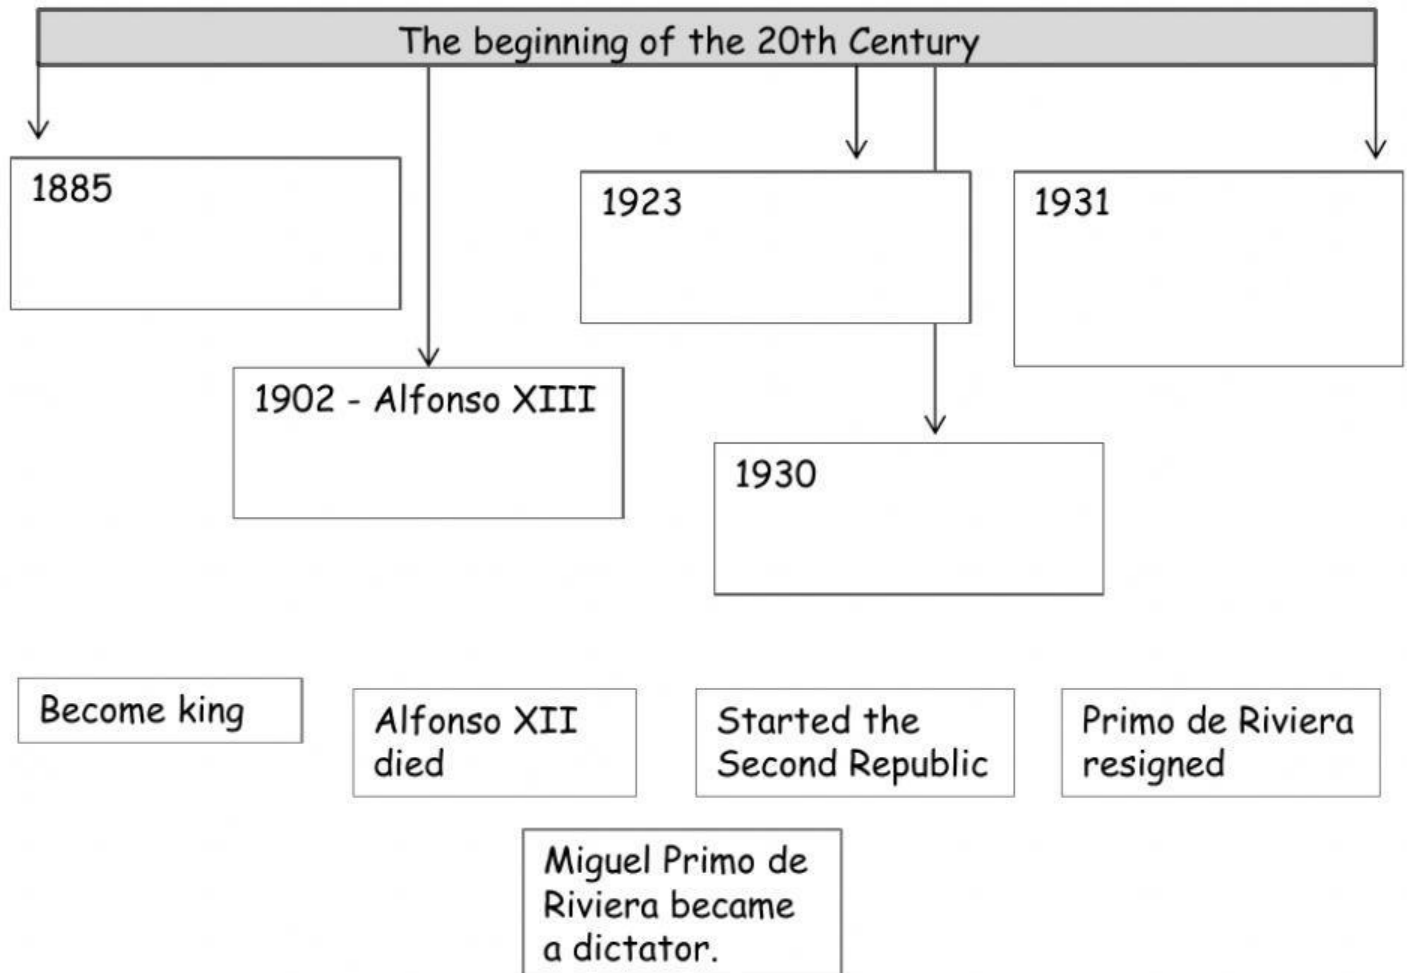 The beginning of the 20th Century
1885
1923
1931
1902 - Alfonso XIII
1930
Become king
Alfonso XII
died
Started the
Second Republic
Primo de Riviera
resigned
Miguel Primo de
Riviera became
a dictator.